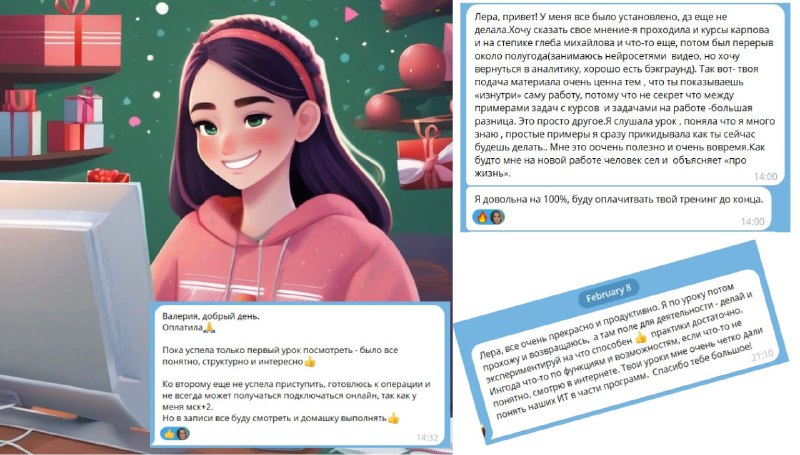 Лера, привет! У меня все было установлено, дз еще не
делала.Хочу сказать свое мнение-я проходила и курсы карпова
и на степике глеба михайлова и что-то еще, потом был перерыв
около полугода(занимаюсь нейросетями видео, но хочу
вернуться в аналитику, хорошо есть бэкграунд). Так вот- твоя
подача материала очень ценна тем , что ты показываешь
«изнутри» саму работу, потому что не секрет что между
примерами задач с курсов и задачами на работе -большая
разница. Это просто другое.Я слушала урок , поняла что я много
знаю , простые примеры я сразу прикидывала как ты сейчас
будешь делать.. Мне это оочень полезно и очень вовремя.Как
будто мне на новой работе человек сел и объясняет «про
жизнь».
14:00
Я довольна на 100%, буду оплачитвать твой тренинг до конца.
14:00
February 8
Лера, все очень прекрасно и продуктивно. Я по уроку потом
прохожу и возвращаюсь, а там поле для деятельности - делай и
экспериментируй на что способен👍 практики достаточно.
Ингода что-то по функциям и возможностям, если что-то не
понятно, смотрю в интернете. Твои уроки мне очень четко дали
понять наших ИТ в части программ. Спасибо тебе большое!
21:10
Валерия, добрый день.
Оплатила🙏
Пока успела только первый урок посмотреть - было все
понятно, структурно и интересно👍
Ко второму еще не успела приступить, готовлюсь к операции и
не всегда может получаться подключаться онлайн, так как у
меня мск+2.
Но в записи все буду смотреть и домашку выполнять👍
14:32